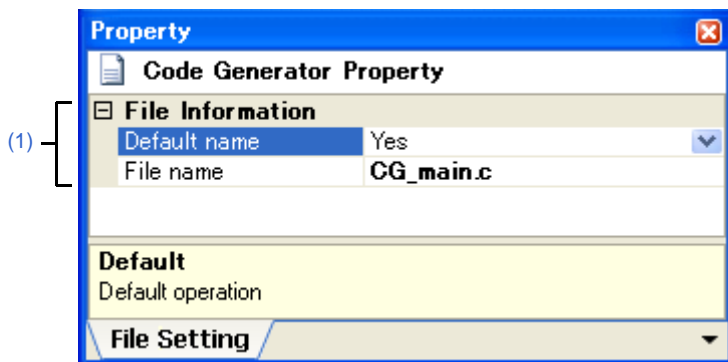 Property
Code Generator Property
(1)
File Information
Default name Yes
File name CG_main.c
Default
Default operation
File Setting